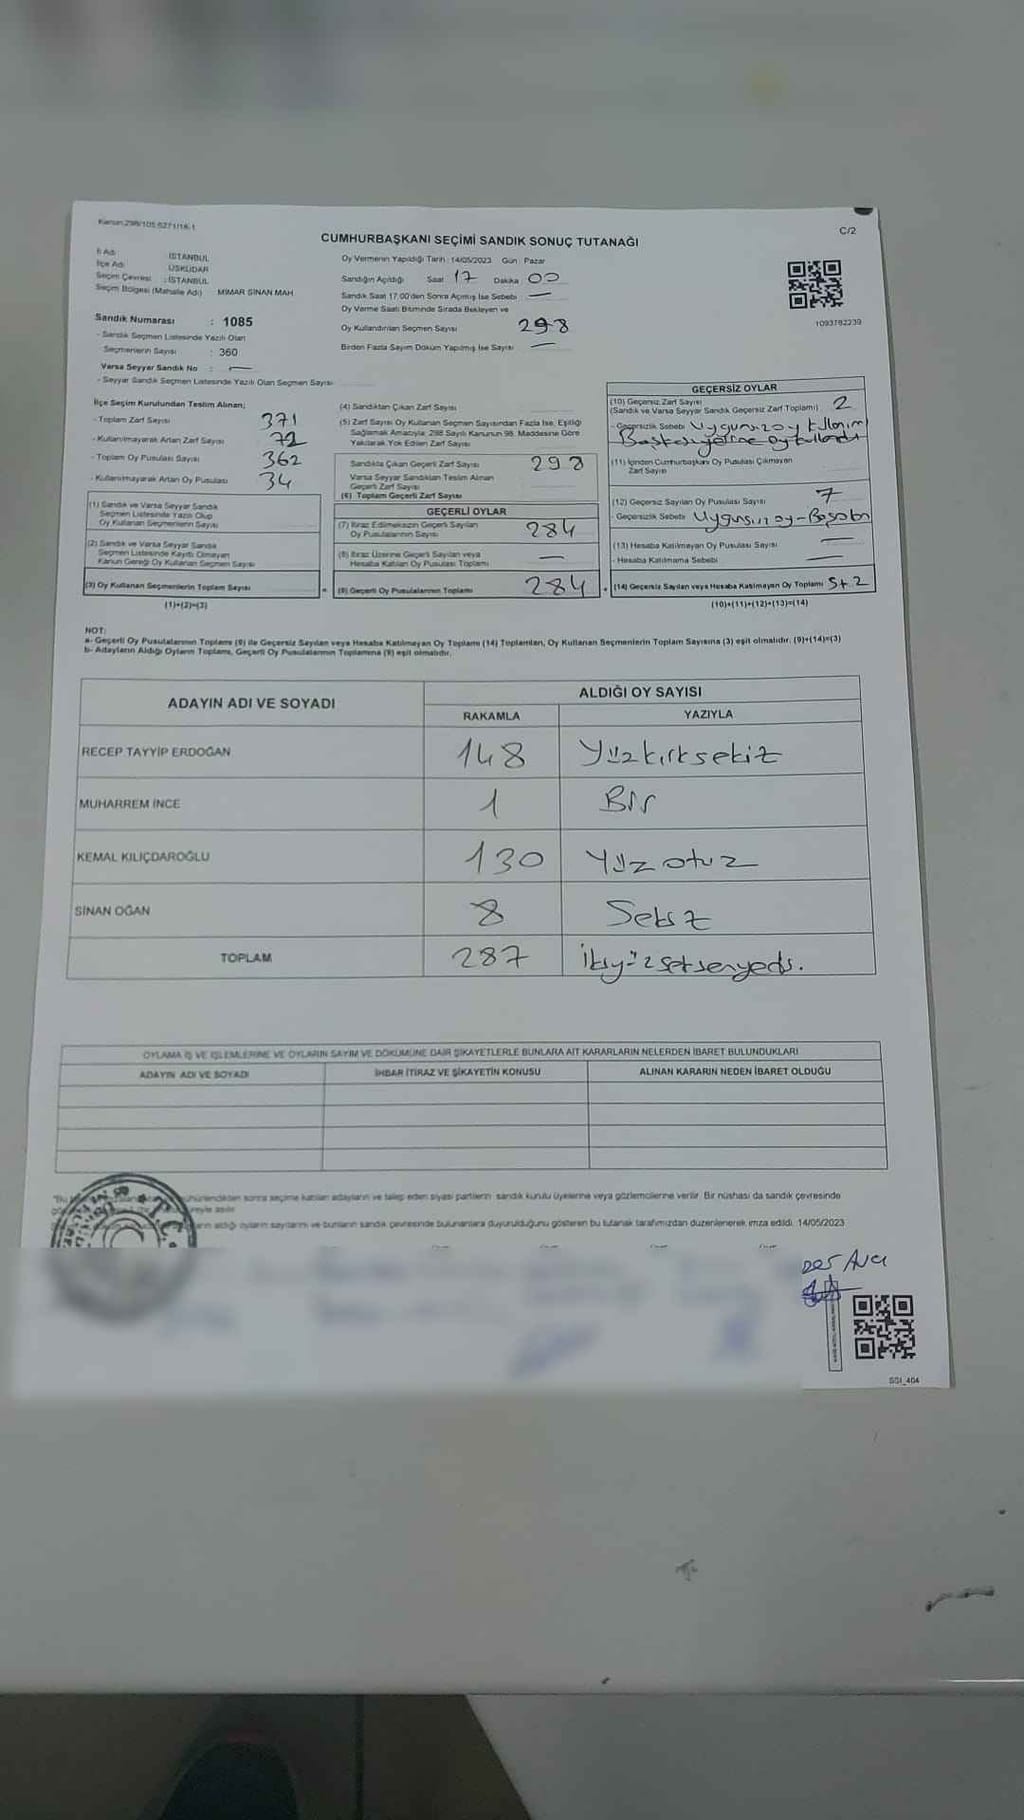 Kanun:298/105;6271/16-1
C/2
CUMHURBAŞKANI SEÇİMİ SANDIK SONUÇ TUTANAĞI
İl Adı : İSTANBUL
İlçe Adı : ÜSKÜDAR
Seçim Çevresi : İSTANBUL
Seçim Bölgesi (Mahalle Adı) MİMAR SİNAN MAH
Sandık Numarası : 1085
- Sandık Seçmen Listesinde Yazılı Olan
Seçmenlerin Sayısı : 360
Varsa Seyyar Sandık No : —
- Seyyar Sandık Seçmen Listesinde Yazılı Olan Seçmen Sayısı
Oy Vermenin Yapıldığı Tarih : 14/05/2023 Gün : Pazar
Sandığın Açıldığı Saat 17 Dakika 00
Sandık Saat 17.00'den Sonra Açılmış İse Sebebi —
Oy Verme Saati Bitiminde Sırada Bekleyen ve
Oy Kullandırılan Seçmen Sayısı 298
Birden Fazla Sayım Döküm Yapılmış İse Sayısı —
1093782239
İlçe Seçim Kurulundan Teslim Alınan;
- Toplam Zarf Sayısı 371
- Kullanılmayarak Artan Zarf Sayısı 72
- Toplam Oy Pusulası Sayısı 362
- Kullanılmayarak Artan Oy Pusulası 34
(1) Sandık ve Varsa Seyyar Sandık
Seçmen Listesinde Yazılı Olup
Oy Kullanan Seçmenlerin Sayısı
(2) Sandık ve Varsa Seyyar Sandık
Seçmen Listesinde Kayıtlı Olmayan
Kanun Gereği Oy Kullanan Seçmen Sayısı
(3) Oy Kullanan Seçmenlerin Toplam Sayısı
(1)+(2)=(3)
(4) Sandıktan Çıkan Zarf Sayısı
(5) Zarf Sayısı Oy Kullanan Seçmen Sayısından Fazla İse, Eşitliği
Sağlamak Amacıyla; 298 Sayılı Kanunun 98. Maddesine Göre
Yakılarak Yok Edilen Zarf Sayısı
Sandıkta Çıkan Geçerli Zarf Sayısı 298
Varsa Seyyar Sandıktan Teslim Alınan
Geçerli Zarf Sayısı
(6) Toplam Geçerli Zarf Sayısı
GEÇERLİ OYLAR
(7) İtiraz Edilmeksizin Geçerli Sayılan
Oy Pusulalarının Sayısı 284
(8) İtiraz Üzerine Geçerli Sayılan veya
Hesaba Katılan Oy Pusulası Toplamı —
= (9) Geçerli Oy Pusulalarının Toplamı 284
GEÇERSİZ OYLAR
(10) Geçersiz Zarf Sayısı
(Sandık ve Varsa Seyyar Sandık Geçersiz Zarf Toplamı) 2
- Geçersizlik Sebebi Uygunsuz oy
(11) İçinden Cumhurbaşkanı Oy Pusulası Çıkmayan
Zarf Sayısı
(12) Geçersiz Sayılan Oy Pusulası Sayısı 7
- Geçersizlik Sebebi Uygunsuz oy -
(13) Hesaba Katılmayan Oy Pusulası Sayısı —
- Hesaba Katılmama Sebebi —
+ (14) Geçersiz Sayılan veya Hesaba Katılmayan Oy Toplamı 5+2
(10)+(11)+(12)+(13)=(14)
NOT:
a- Geçerli Oy Pusulalarının Toplamı (9) ile Geçersiz Sayılan veya Hesaba Katılmayan Oy Toplamı (14) Toplamları, Oy Kullanan Seçmenlerin Toplam Sayısına (3) eşit olmalıdır. (9)+(14)=(3)
b- Adayların Aldığı Oyların Toplamı, Geçerli Oy Pusulalarının Toplamına (9) eşit olmalıdır.
ADAYIN ADI VE SOYADI
ALDIĞI OY SAYISI
RAKAMLA YAZIYLA
RECEP TAYYİP ERDOĞAN 148 Yüzkırksekiz
MUHARREM İNCE 1 Bir
KEMAL KILIÇDAROĞLU 130 Yüzotuz
SİNAN OĞAN 8 Sekiz
TOPLAM 287 İkiyüzseksenyedi.
OYLAMA İŞ VE İŞLEMLERİNE VE OYLARIN SAYIM VE DÖKÜMÜNE DAİR ŞİKAYETLERLE BUNLARA AİT KARARLARIN NELERDEN İBARET BULUNDUKLARI
ADAYIN ADI VE SOYADI İHBAR İTİRAZ VE ŞİKAYETİN KONUSU ALINAN KARARIN NEDEN İBARET OLDUĞU
sonra seçime katılan adayların ve talep eden siyasi partilerin sandık kurulu üyelerine veya gözlemcilerine verilir. Bir nüshası da sandık çevresinde
aldığı oyların sayılarını ve bunların sandık çevresinde bulunanlara duyurulduğunu gösteren bu tutanak tarafımızdan düzenlenerek imza edildi. 14/05/2023
T.C.
SGI_404